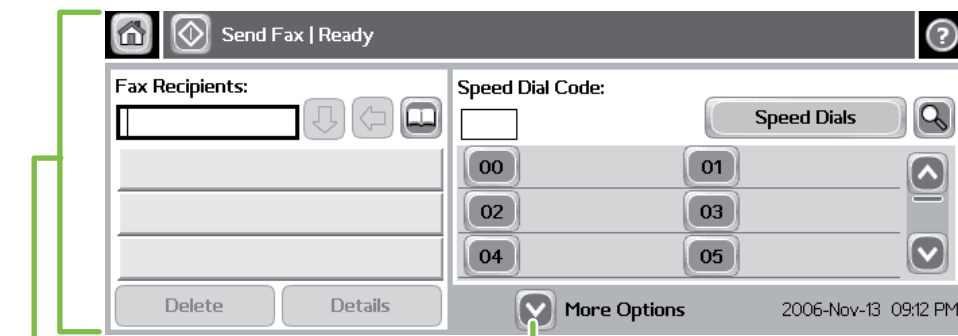 Send Fax | Ready
?
Fax Recipients:
Speed Dial Code:
Speed Dials
00 01
02 03
04 05
Delete Details
More Options 2006-Nov-13 09:12 PM